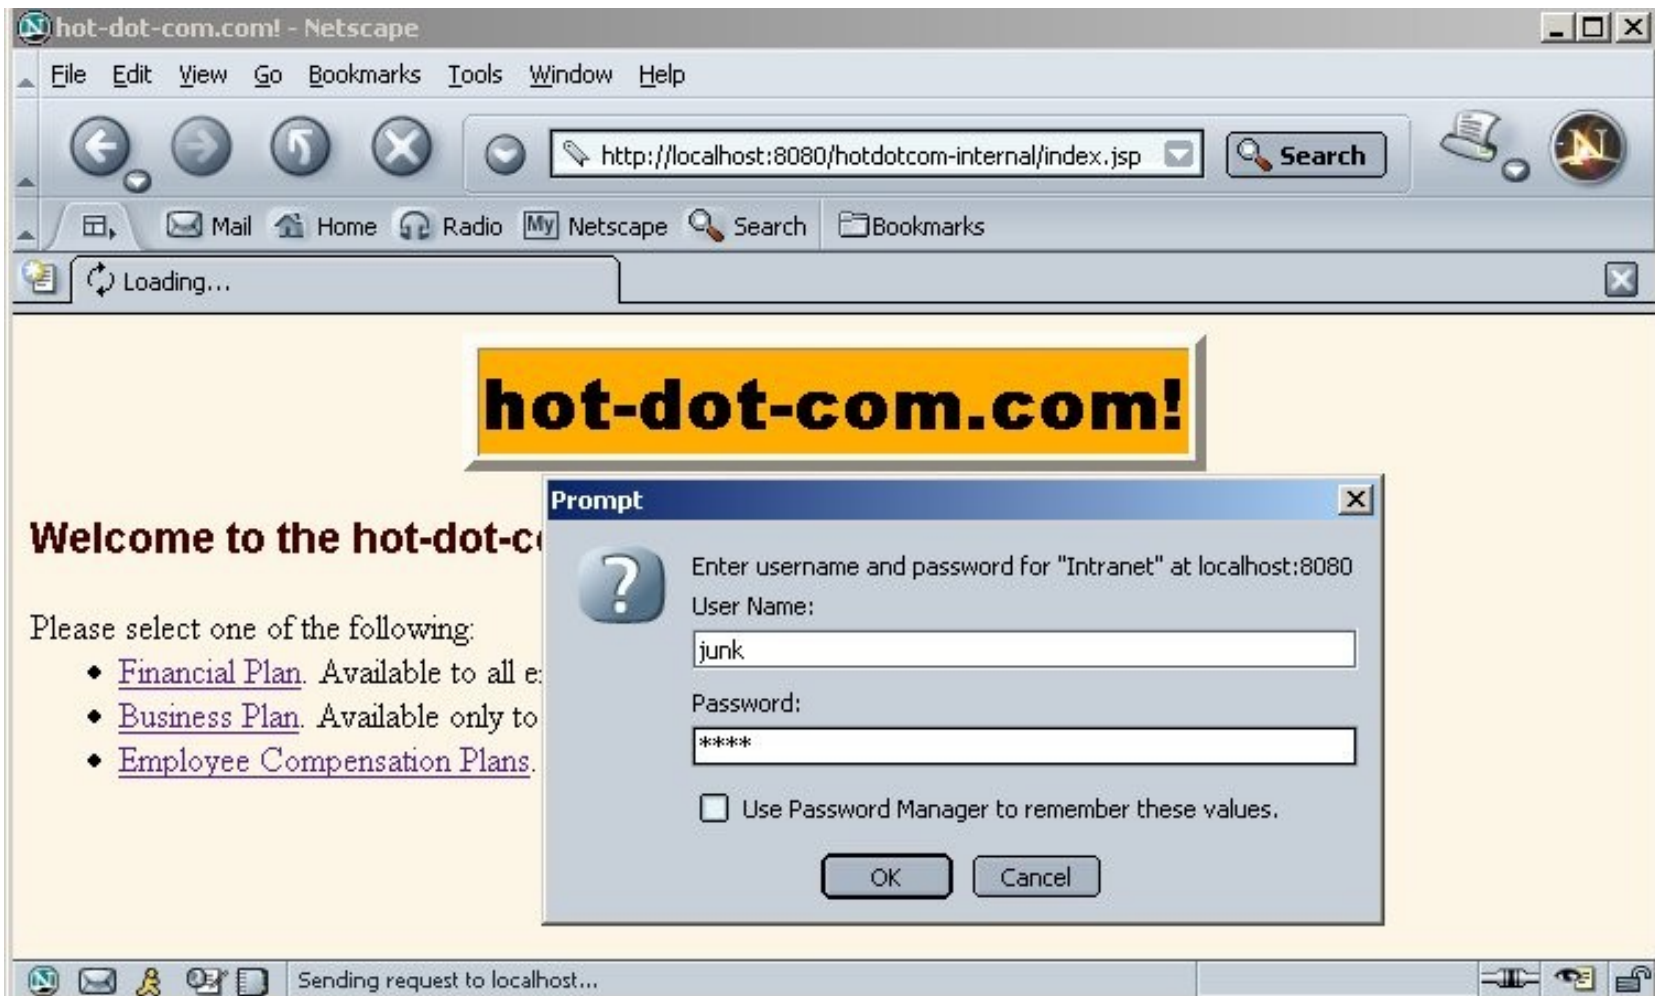 hot-dot-com.com! - Netscape
File Edit View Go Bookmarks Tools Window Help
http://localhost:8080/hotdotcom-internal/index.jsp Search
Mail Home Radio My Netscape Search Bookmarks
Loading...
hot-dot-com.com!
Welcome to the hot-dot-c
Prompt
Enter username and password for "Intranet" at localhost:8080
User Name:
junk
Password:
****
Use Password Manager to remember these values.
OK Cancel
Please select one of the following:
• Financial Plan. Available to all e
• Business Plan. Available only to
• Employee Compensation Plans.
Sending request to localhost...